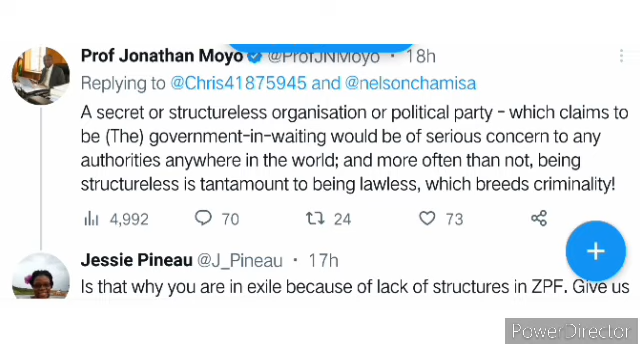 Prof Jonathan Moyo @ProfJNMoyo · 18h
Replying to @Chris41875945 and @nelsonchamisa
A secret or structureless organisation or political party - which claims to
be (The) government-in-waiting would be of serious concern to any
authorities anywhere in the world; and more often than not, being
structureless is tantamount to being lawless, which breeds criminality!
4,992 70 24 73
Jessie Pineau @J_Pineau · 17h
Is that why you are in exile because of lack of structures in ZPF. Give us
PowerDirector